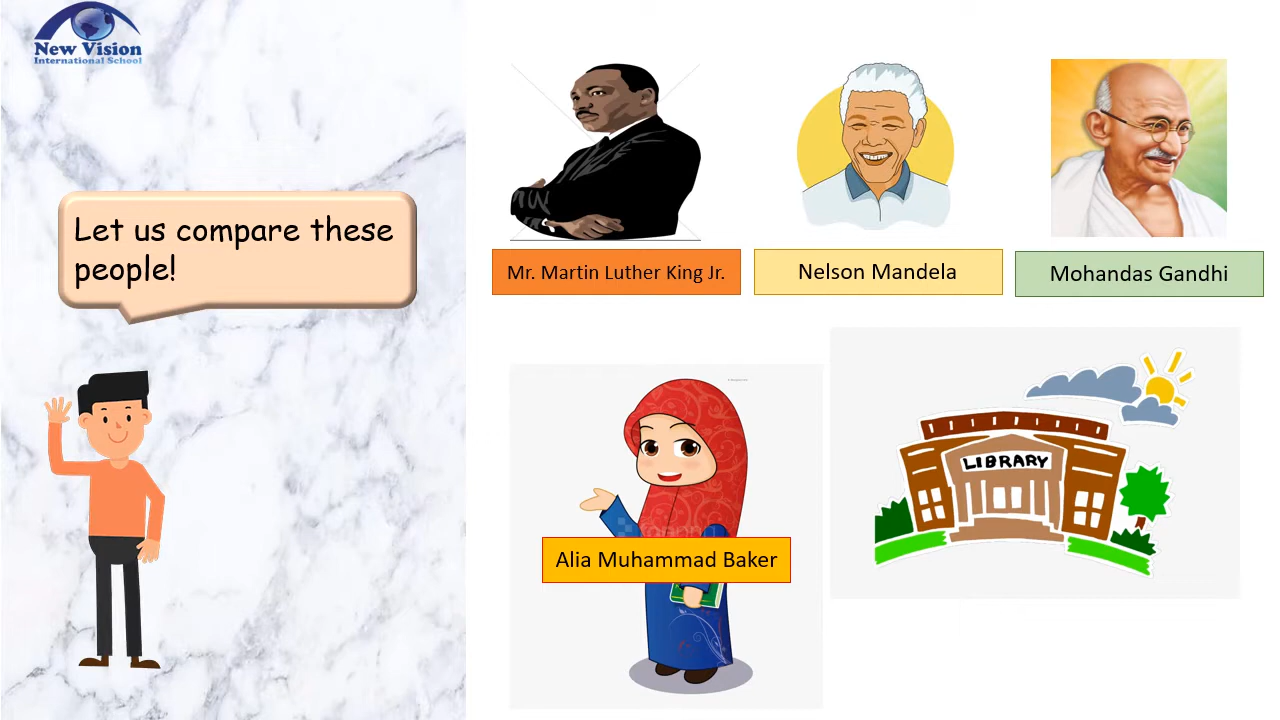 New Vision
International School
Let us compare these
people!
Mr. Martin Luther King Jr.
Nelson Mandela
Mohandas Gandhi
LIBRARY
Alia Muhammad Baker